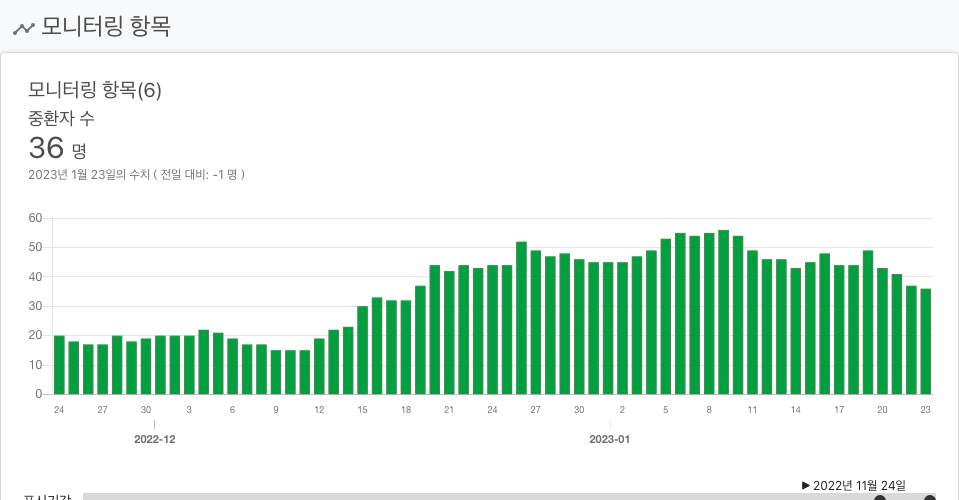 모니터링 항목
모니터링 항목(6)
중환자 수
36 명
2023년 1월 23일의 수치 ( 전일 대비: -1 명 )
60
50
40
30
20
10
0
24 27 30 3 6 9 12 15 18 21 24 27 30 2 5 8 11 14 17 20 23
2022-12 2023-01
▶ 2022년 11월 24일
표시기간